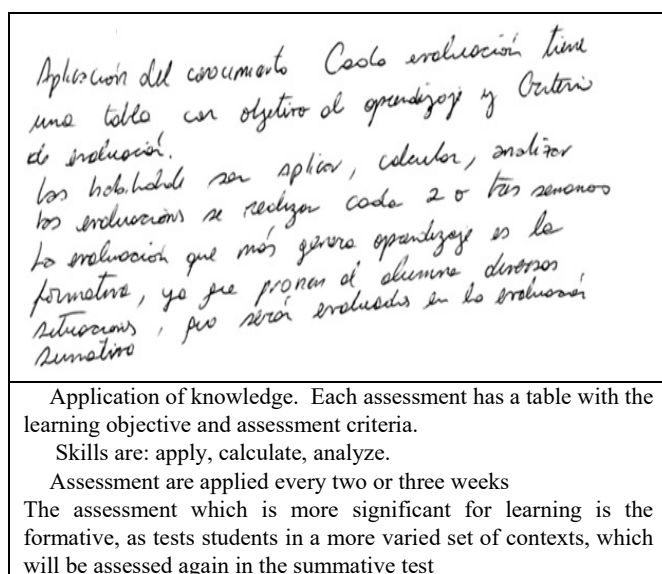 Aplicación del conocimiento Cada evaluación tiene
una tabla con objetivo de aprendizaje y Criterio
de evaluación.
Las habilidade son aplicar, calcular, analizar
Las evaluacions se realizan cada 2 o tres semanas
La evaluación que más genera aprendizaje es la
formativa, ya que pronen al alumno diversas
situacions, que serán evaluadas en la evaluación
Sumativa
Application of knowledge. Each assessment has a table with the
learning objective and assessment criteria.
Skills are: apply, calculate, analyze.
Assessment are applied every two or three weeks
The assessment which is more significant for learning is the
formative, as tests students in a more varied set of contexts, which
will be assessed again in the summative test